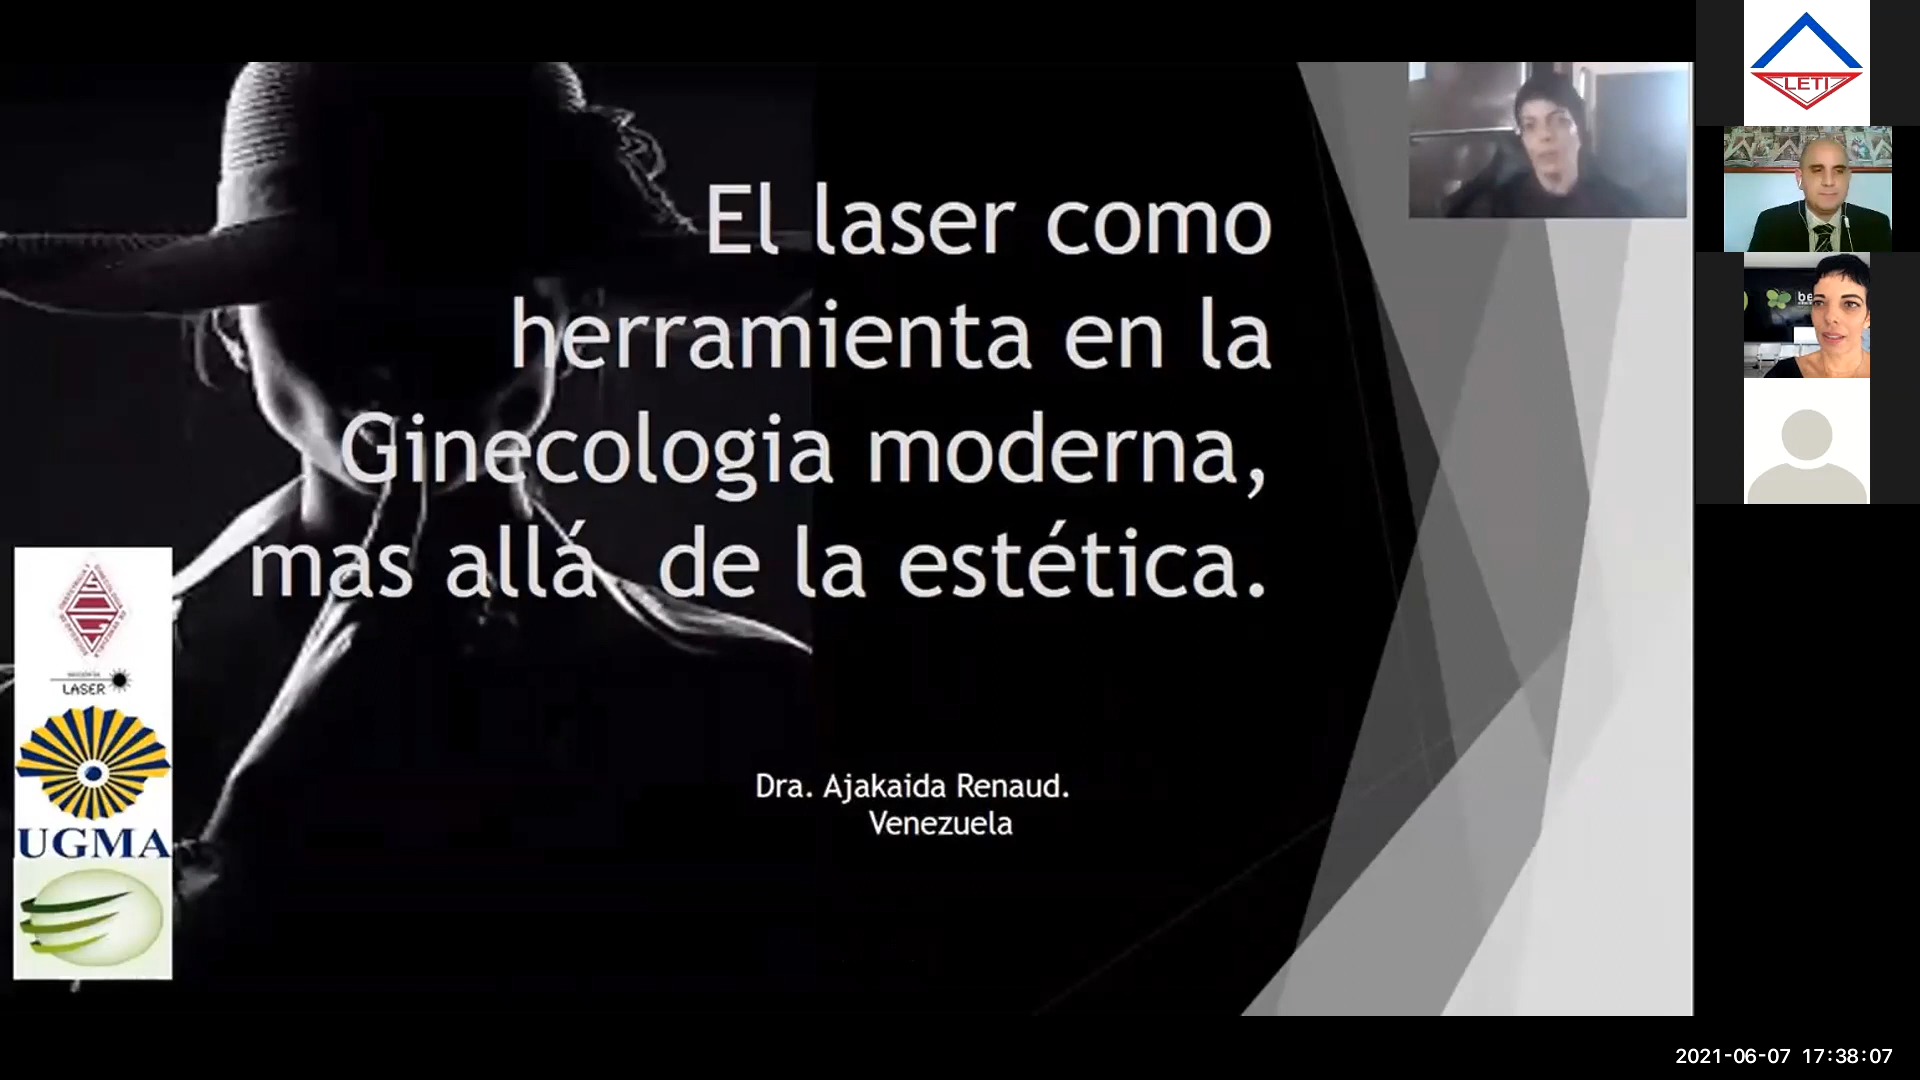 El laser como
herramienta en la
Ginecologia moderna,
mas allá de la estética.
Dra. Ajakaida Renaud.
Venezuela
LASER
UGMA
LETI
be
2021-06-07 17:38:07